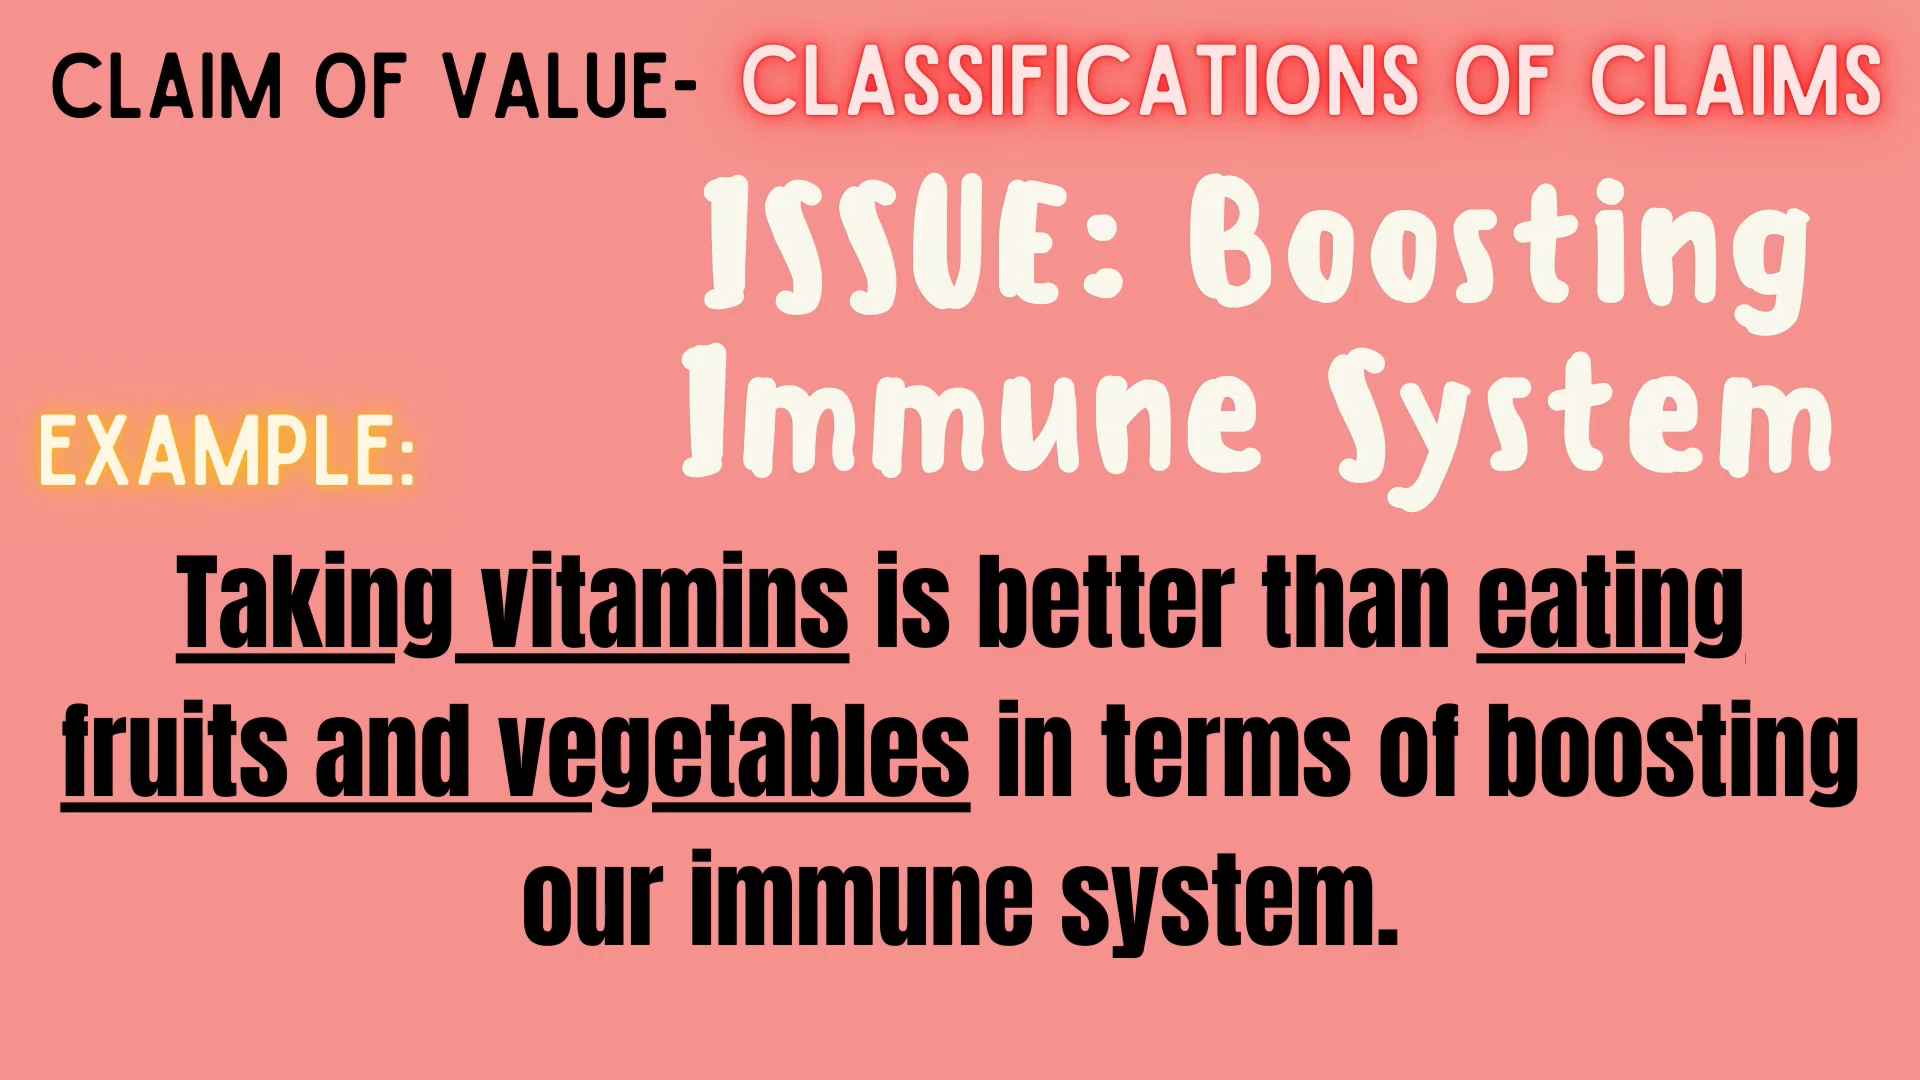 CLAIM OF VALUE- CLASSIFICATIONS OF CLAIMS
ISSUE: Boosting
Immune System
EXAMPLE:
Taking vitamins is better than eating
fruits and vegetables in terms of boosting
our immune system.